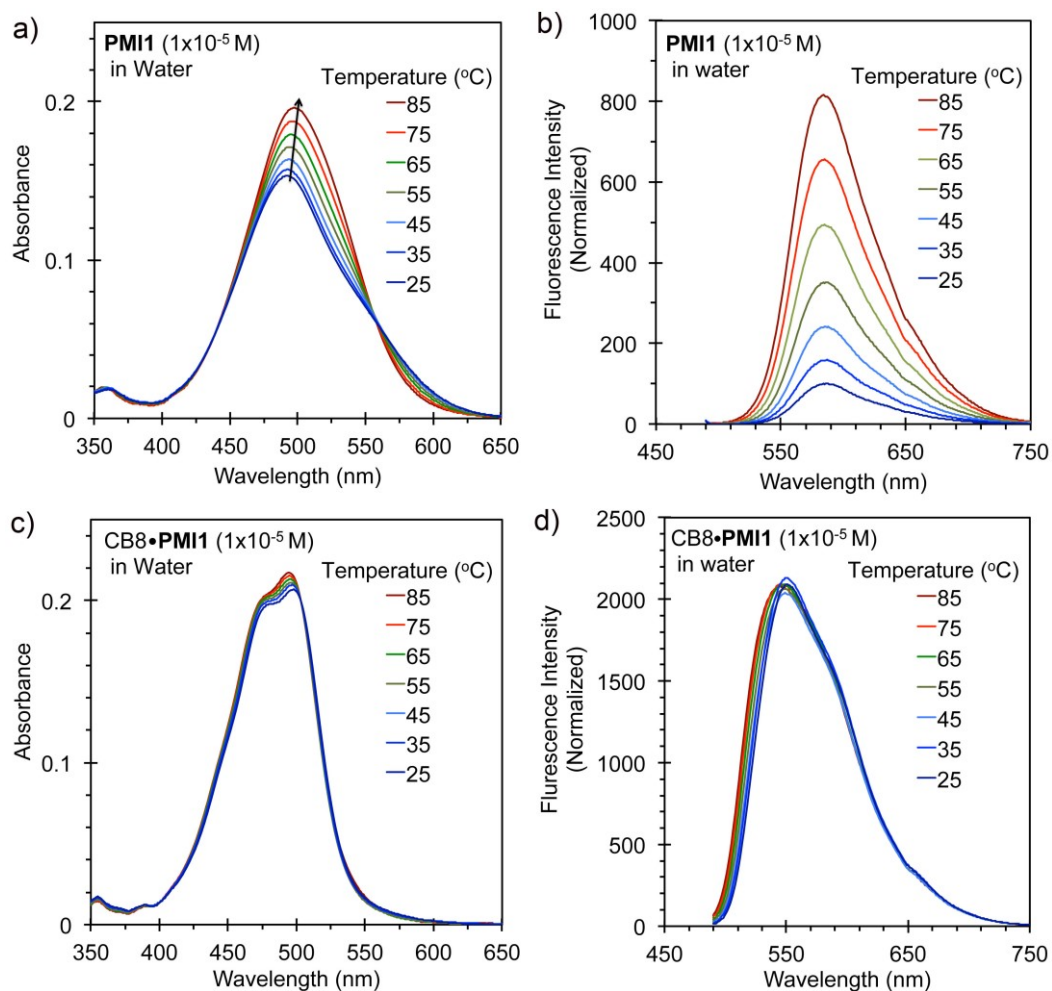 a)
PMI1 (1x10-5 M)
in Water
Temperature (oC)
85
75
65
55
45
35
25
0.2
0.1
0
Absorbance
350 400 450 500 550 600 650
Wavelength (nm)
b)
PMI1 (1x10-5 M)
in water
Temperature (oC)
85
75
65
55
45
35
25
1000
800
600
400
200
0
Fluorescence Intensity
(Normalized)
450 550 650 750
Wavelength (nm)
c)
CB8•PMI1 (1x10-5 M)
in Water
Temperature (oC)
85
75
65
55
45
35
25
0.2
0.1
0
Absorbance
350 400 450 500 550 600 650
Wavelength (nm)
d)
CB8•PMI1 (1x10-5 M)
in water
Temperature (oC)
85
75
65
55
45
35
25
2500
2000
1500
1000
500
0
Flurescence Intensity
(Normalized)
450 550 650 750
Wavelength (nm)